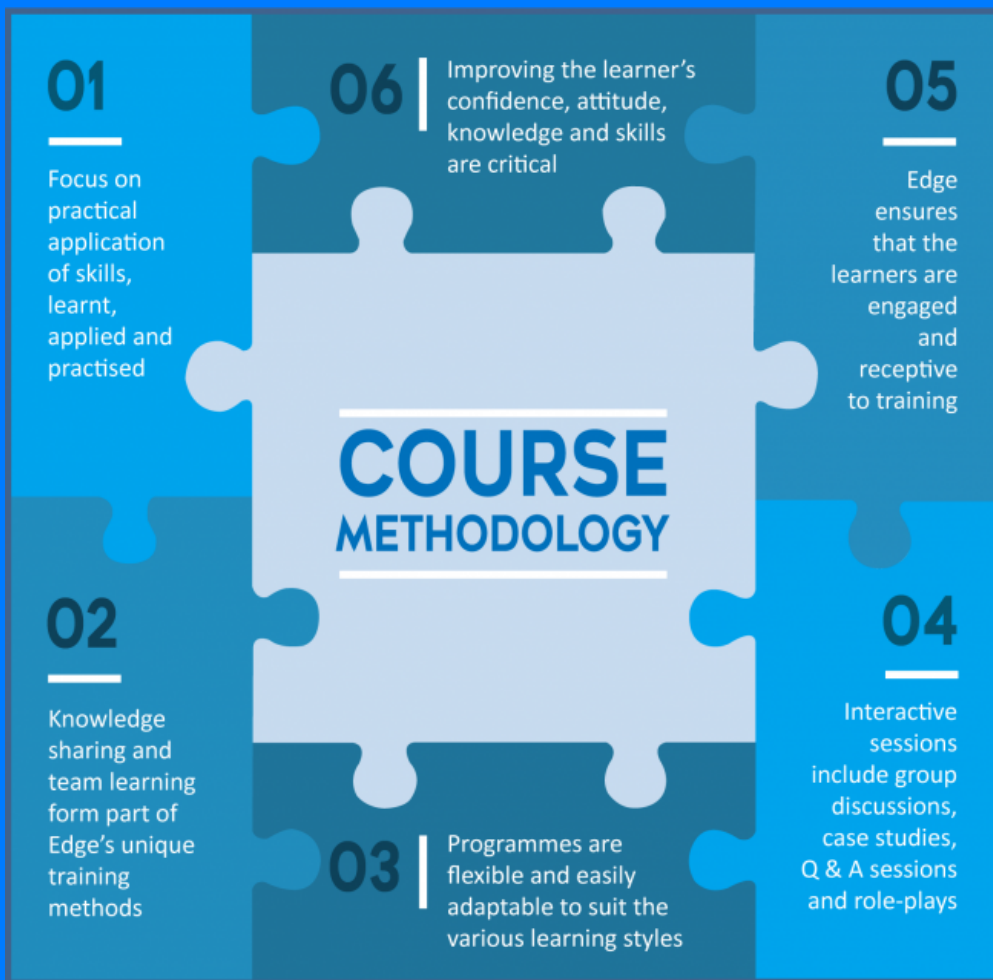 01
Focus on
practical
application
of skills,
learnt,
applied and
practised
02
Knowledge
sharing and
team learning
form part of
Edge's unique
training
methods
03
Programmes are
flexible and easily
adaptable to suit the
various learning styles
04
Interactive
sessions
include group
discussions,
case studies,
Q & A sessions
and role-plays
05
Edge
ensures
that the
learners are
engaged
and
receptive
to training
06
Improving the learner's
confidence, attitude,
knowledge and skills
are critical
COURSE
METHODOLOGY